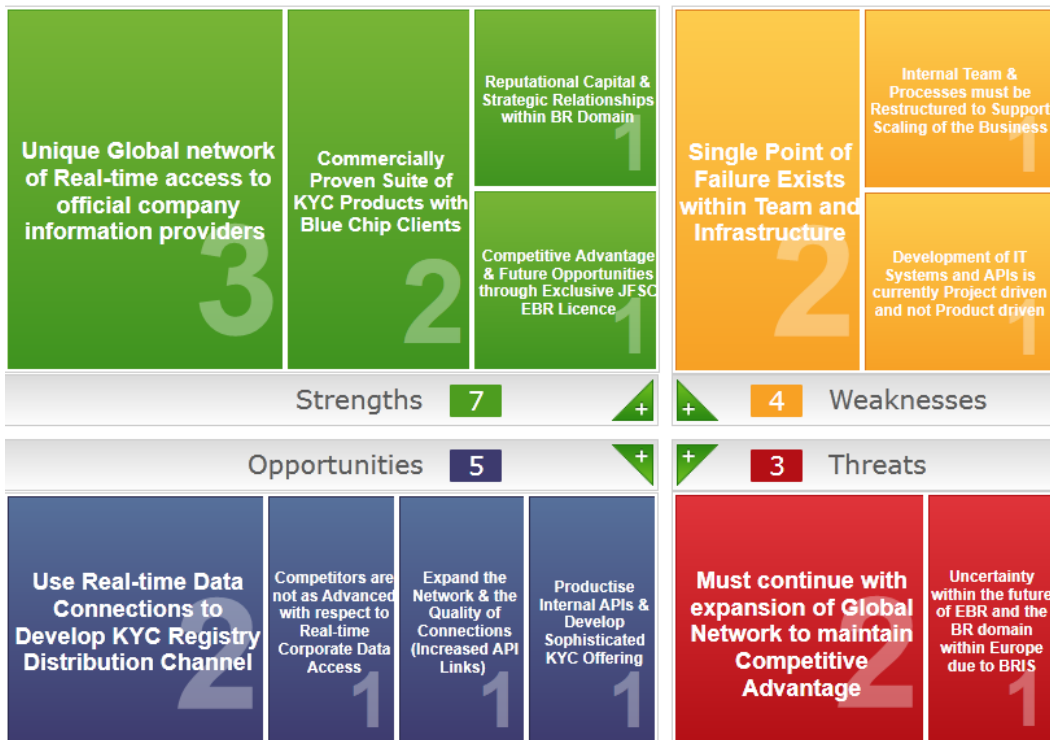 Unique Global network
of Real-time access to
official company
information providers
3
Commercially
Proven Suite of
KYC Products with
Blue Chip Clients
2
Reputational Capital &
Strategic Relationships
within BR Domain
1
Competitive Advantage
& Future Opportunities
through Exclusive JFSC
EBR Licence
1
Single Point of
Failure Exists
within Team and
Infrastructure
2
Internal Team &
Processes must be
Restructured to Support
Scaling of the Business
1
Development of IT
Systems and APIs is
currently Project driven
and not Product driven
1
Strengths 7 +
+ 4 Weaknesses
Opportunities 5 +
+ 3 Threats
Use Real-time Data
Connections to
Develop KYC Registry
Distribution Channel
2
Competitors are
not as Advanced
with respect to
Real-time
Corporate Data
Access
1
Expand the
Network & the
Quality of
Connections
(Increased API
Links)
1
Productise
Internal APIs &
Develop
Sophisticated
KYC Offering
1
Must continue with
expansion of Global
Network to maintain
Competitive
Advantage
2
Uncertainty
within the future
of EBR and the
BR domain
within Europe
due to BRIS
1